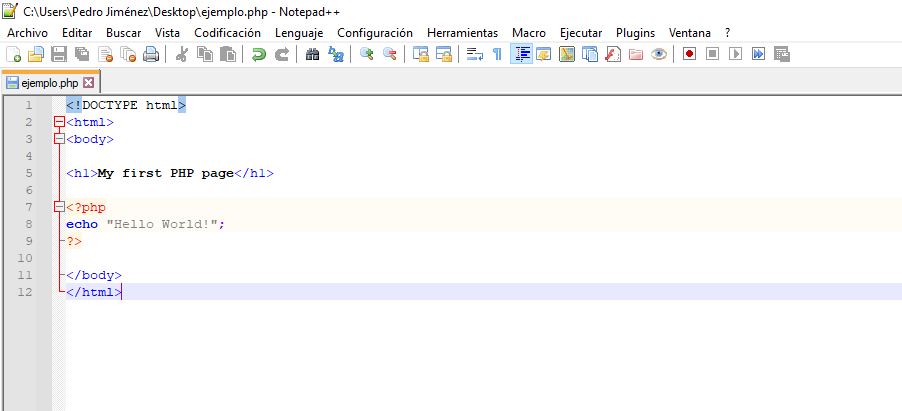 C:\Users\Pedro Jiménez\Desktop\ejemplo.php - Notepad++
Archivo Editar Buscar Vista Codificación Lenguaje Configuración Herramientas Macro Ejecutar Plugins Ventana ?
ejemplo.php
1 <!DOCTYPE html>
2 <html>
3 <body>
4
5 <h1>My first PHP page</h1>
6
7 <?php
8 echo "Hello World!";
9 ?>
10
11 </body>
12 </html>